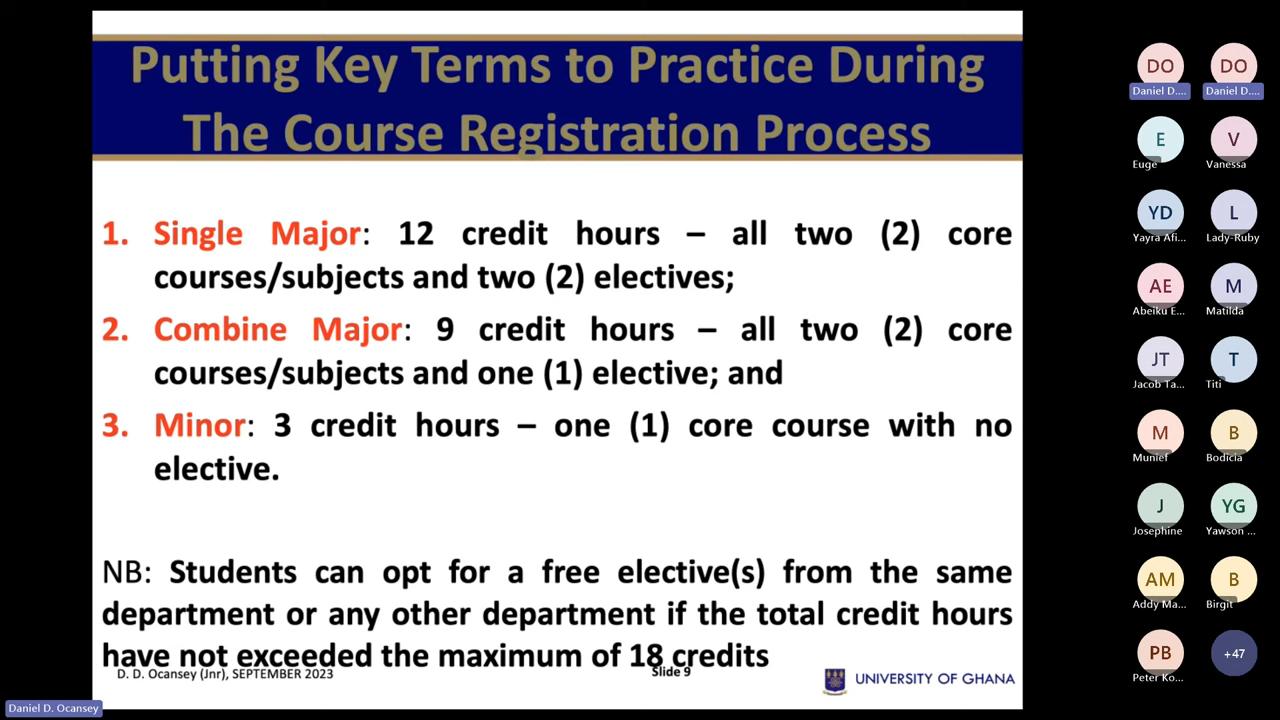 Putting Key Terms to Practice During
The Course Registration Process
1. Single Major: 12 credit hours – all two (2) core
courses/subjects and two (2) electives;
2. Combine Major: 9 credit hours – all two (2) core
courses/subjects and one (1) elective; and
3. Minor: 3 credit hours – one (1) core course with no
elective.
NB: Students can opt for a free elective(s) from the same
department or any other department if the total credit hours
have not exceeded the maximum of 18 credits
D. D. Ocansey (Jnr), SEPTEMBER 2023
Slide 9
UNIVERSITY OF GHANA
Daniel D. Ocansey
DO
DO
Daniel D....
Daniel D....
E
V
Euge
Vanessa
YD
L
Yayra Afi...
Lady-Ruby
AE
M
Abeiku E...
Matilda
JT
T
Jacob Ta...
Titi
M
B
Munief
Bodicia
J
YG
Josephine
Yawson ...
AM
B
Addy Ma...
Birgit
PB
+47
Peter Ko...